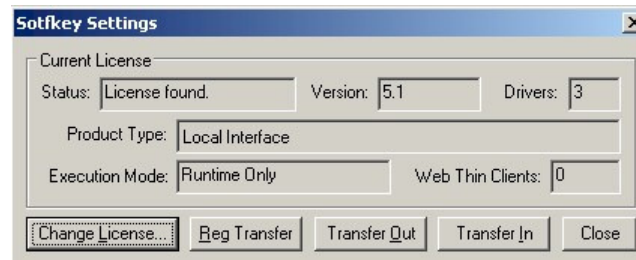 Sotfkey Settings
Current License
Status: License found. Version: 5.1 Drivers: 3
Product Type: Local Interface
Execution Mode: Runtime Only Web Thin Clients: 0
Change License... Reg Transfer Transfer Out Transfer In Close